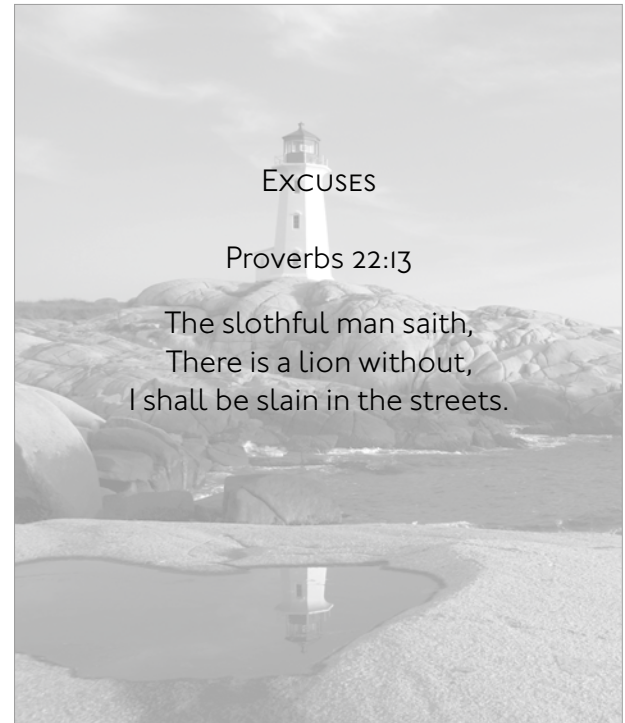 Excuses
Proverbs 22:13
The slothful man saith,
There is a lion without,
I shall be slain in the streets.